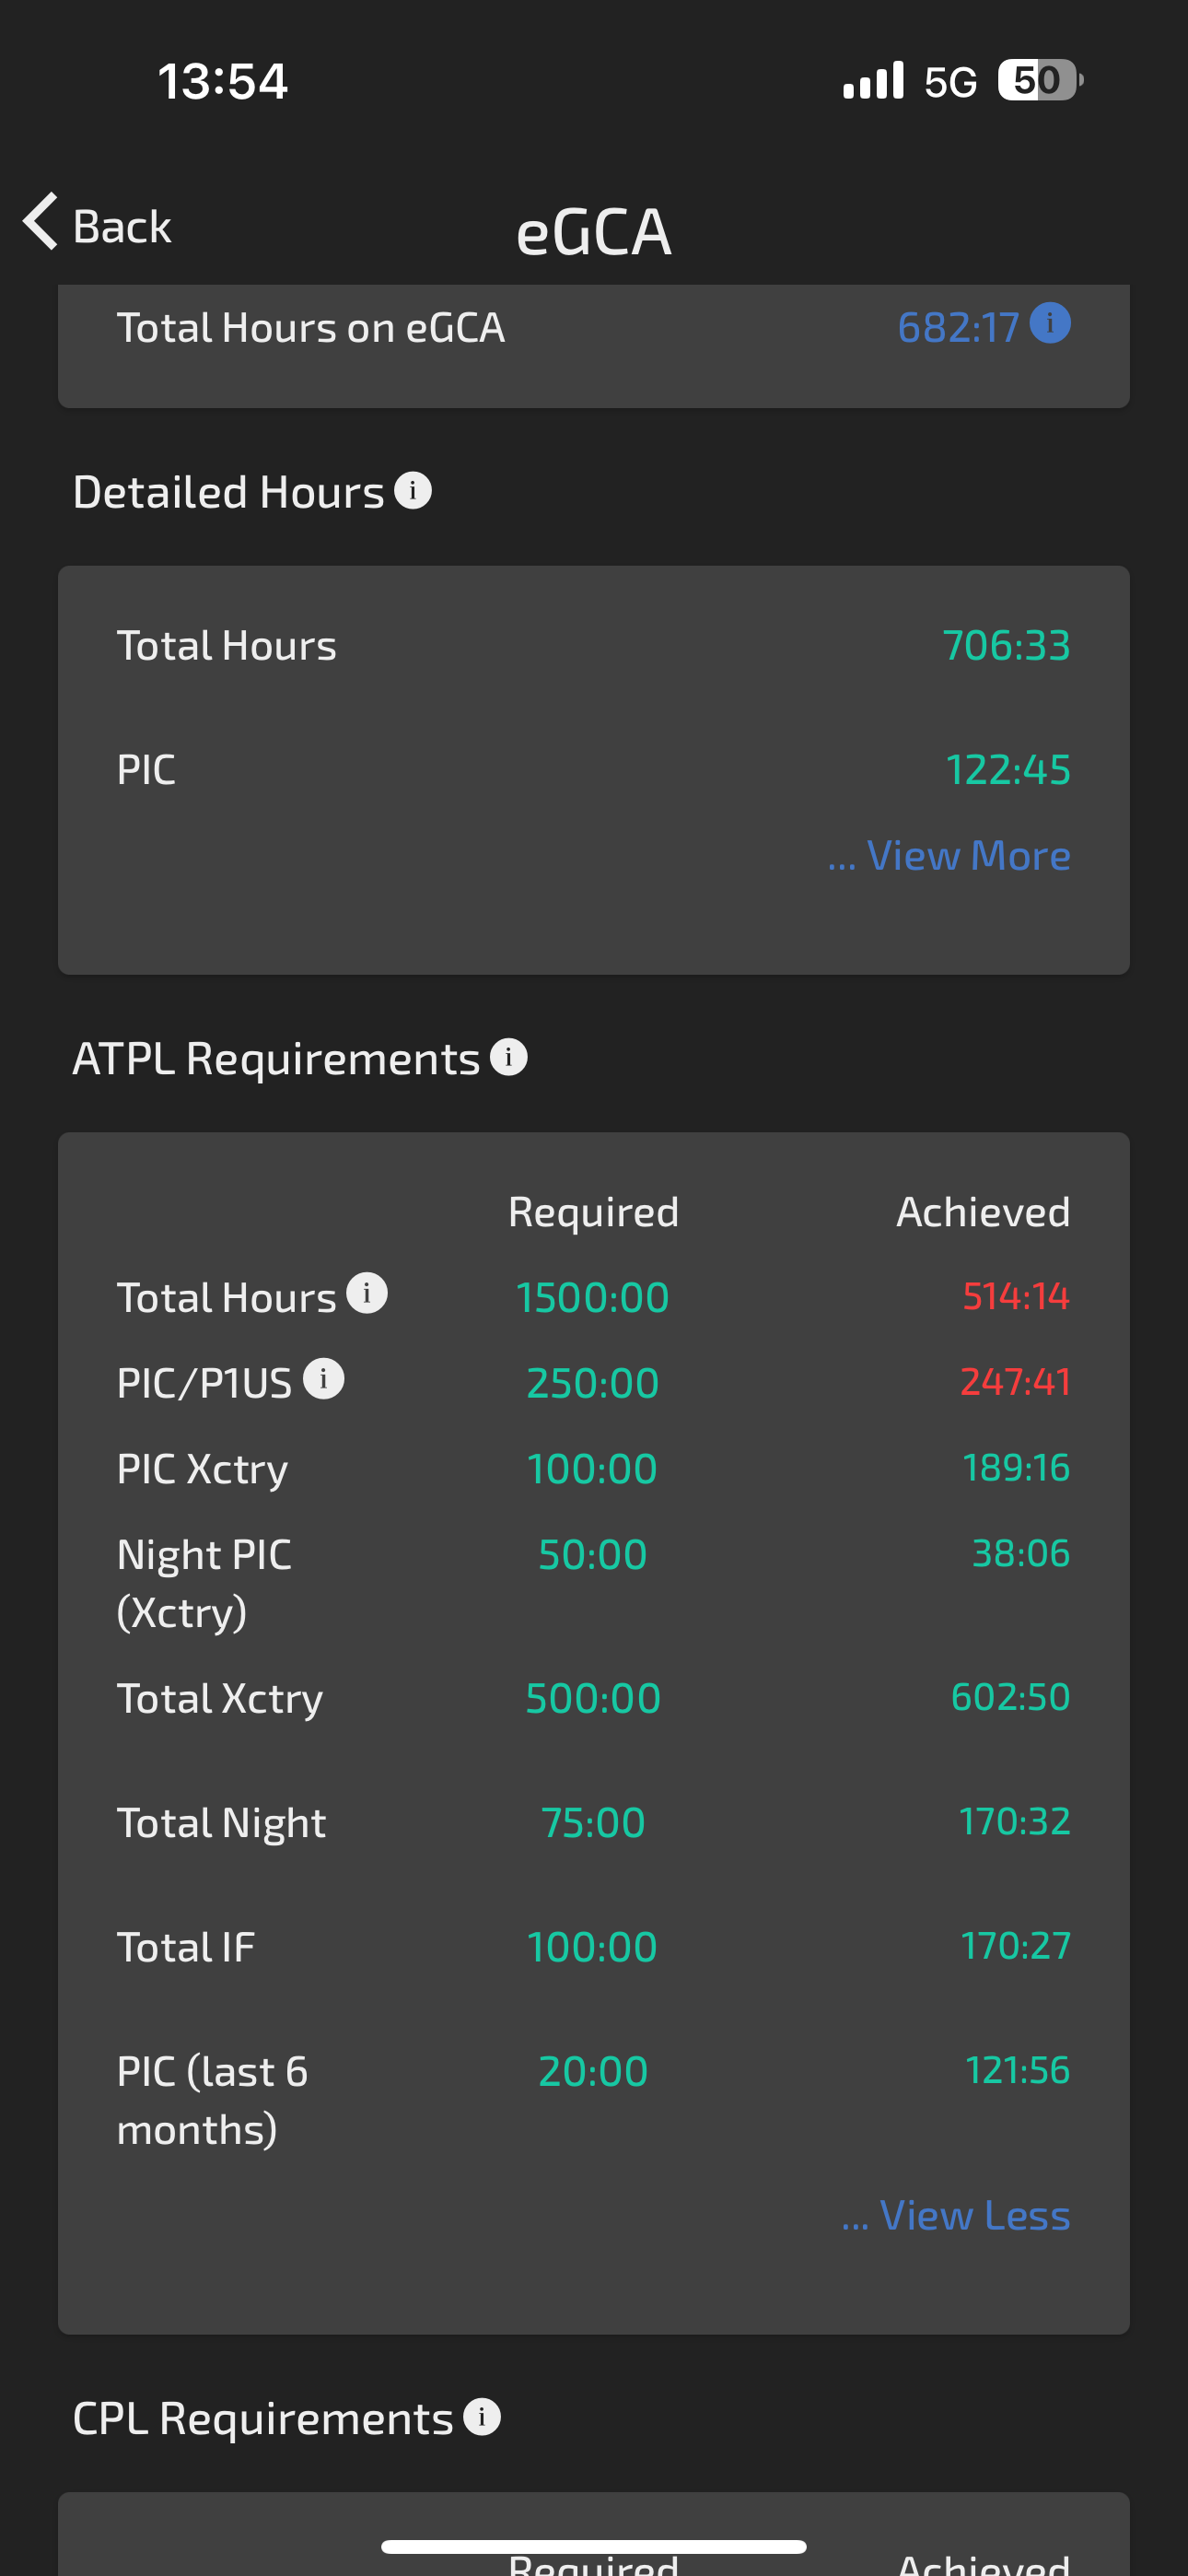 13:54 5G 50
Back eGCA
Total Hours on eGCA 682:17 i
Detailed Hours i
Total Hours 706:33
PIC 122:45
... View More
ATPL Requirements i
Required Achieved
Total Hours i 1500:00 514:14
PIC/P1US i 250:00 247:41
PIC Xctry 100:00 189:16
Night PIC 50:00 38:06
(Xctry)
Total Xctry 500:00 602:50
Total Night 75:00 170:32
Total IF 100:00 170:27
PIC (last 6 20:00 121:56
months)
... View Less
CPL Requirements i
Required Achieved